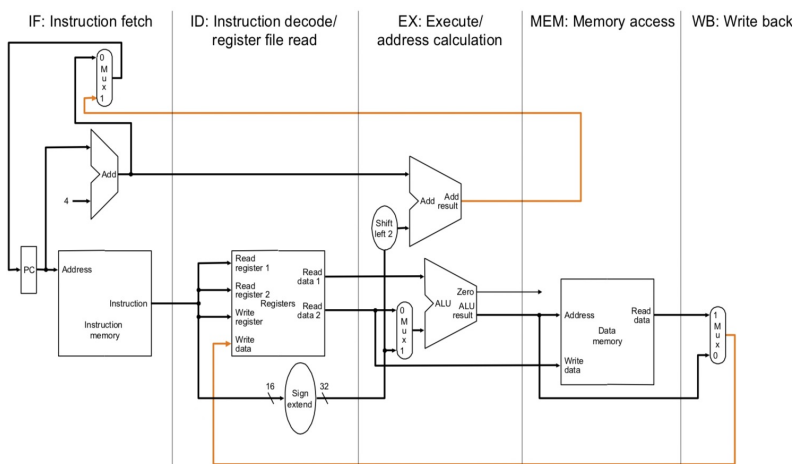 IF: Instruction fetch
ID: Instruction decode/
register file read
EX: Execute/
address calculation
MEM: Memory access
WB: Write back
0
M
u
x
1
Add
4
Add
Add
result
Shift
left 2
PC
Address
Instruction
Instruction
memory
Read
register 1
Read
register 2
Registers
Write
register
Write
data
Read
data 1
Read
data 2
0
M
u
x
1
Zero
ALU
ALU
result
Address
Read
data
Data
memory
Write
data
1
M
u
x
0
16
Sign
extend
32